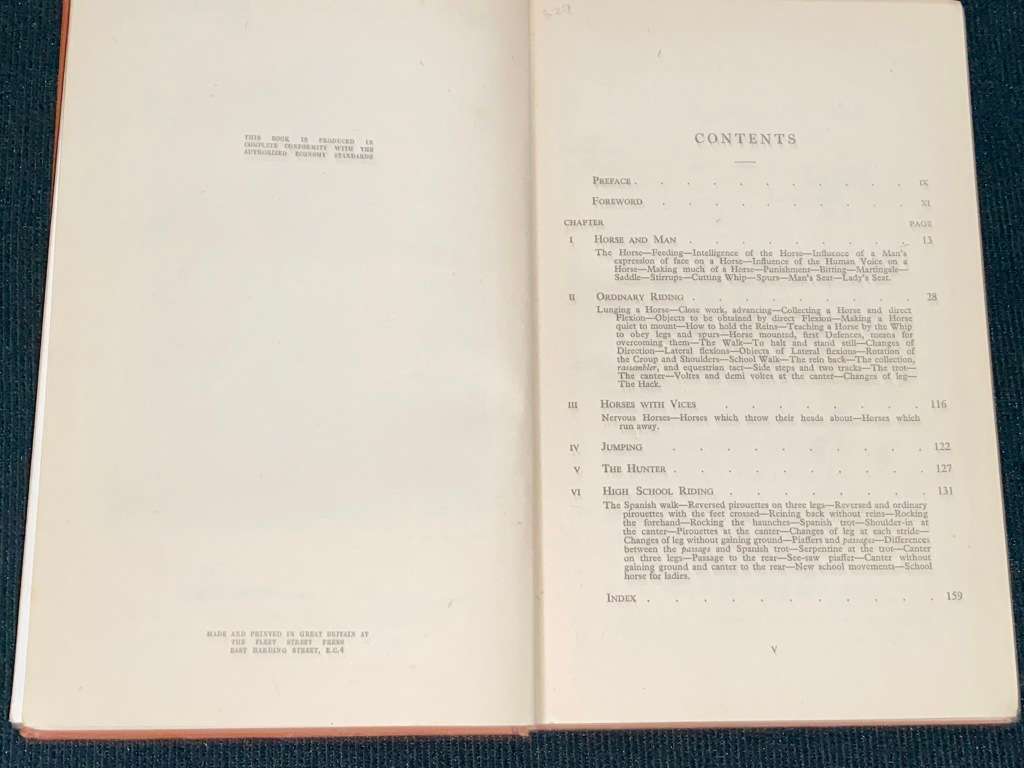 THIS BOOK IS PRODUCED IN
COMPLETE CONFORMITY WITH THE
AUTHORIZED ECONOMY STANDARDS
MADE AND PRINTED IN GREAT BRITAIN AT
THE FLEET STREET PRESS
EAST HARDING STREET, E.C.4
CONTENTS
PREFACE . . . . . . . . . . IX
FOREWORD . . . . . . . . . . XI
CHAPTER PAGE
I HORSE AND MAN . . . . . . . . . 13
The Horse—Feeding—Intelligence of the Horse—Influence of a Man's
expression of face on a Horse—Influence of the Human Voice on a
Horse—Making much of a Horse—Punishment—Bitting—Martingale—
Saddle—Stirrups—Cutting Whip—Spurs—Man's Seat—Lady's Seat.
II ORDINARY RIDING . . . . . . . . . 28
Lunging a Horse—Close work, advancing—Collecting a Horse and direct
Flexion—Objects to be obtained by direct Flexion—Making a Horse
quiet to mount—How to hold the Reins—Teaching a Horse by the Whip
to obey legs and spurs—Horse mounted, first Defences, means for
overcoming them—The Walk—To halt and stand still—Changes of
Direction—Lateral flexions—Objects of Lateral flexions—Rotation of
the Croup and Shoulders—School Walk—The rein back—The collection,
rassembler, and equestrian tact—Side steps and two tracks—The trot—
The canter—Voltes and demi voltes at the canter—Changes of leg—
The Hack.
III HORSES WITH VICES . . . . . . . . 116
Nervous Horses—Horses which throw their heads about—Horses which
run away.
IV JUMPING . . . . . . . . . . 122
V THE HUNTER . . . . . . . . . . 127
VI HIGH SCHOOL RIDING . . . . . . . . 131
The Spanish walk—Reversed pirouettes on three legs—Reversed and ordinary
pirouettes with the feet crossed—Reining back without reins—Rocking
the forehand—Rocking the haunches—Spanish trot—Shoulder-in at
the canter—Pirouettes at the canter—Changes of leg at each stride—
Changes of leg without gaining ground—Piaffers and passages—Differences
between the passage and Spanish trot—Serpentine at the trot—Canter
on three legs—Passage to the rear—See-saw piaffer—Canter without
gaining ground and canter to the rear—New school movements—School
horse for ladies.
INDEX . . . . . . . . . . . 159
V